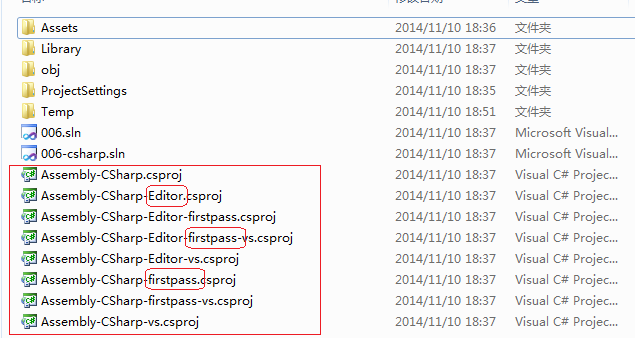 Assets 2014/11/10 18:36 文件夹
Library 2014/11/10 18:37 文件夹
obj 2014/11/10 18:37 文件夹
ProjectSettings 2014/11/10 18:35 文件夹
Temp 2014/11/10 18:51 文件夹
006.sln 2014/11/10 18:37 Microsoft Visual...
006-csharp.sln 2014/11/10 18:37 Microsoft Visual...
Assembly-CSharp.csproj 2014/11/10 18:37 Visual C# Projec...
Assembly-CSharp-Editor.csproj 2014/11/10 18:37 Visual C# Projec...
Assembly-CSharp-Editor-firstpass.csproj 2014/11/10 18:37 Visual C# Projec...
Assembly-CSharp-Editor-firstpass-vs.csproj 2014/11/10 18:37 Visual C# Projec...
Assembly-CSharp-Editor-vs.csproj 2014/11/10 18:37 Visual C# Projec...
Assembly-CSharp-firstpass.csproj 2014/11/10 18:37 Visual C# Projec...
Assembly-CSharp-firstpass-vs.csproj 2014/11/10 18:37 Visual C# Projec...
Assembly-CSharp-vs.csproj 2014/11/10 18:37 Visual C# Projec...